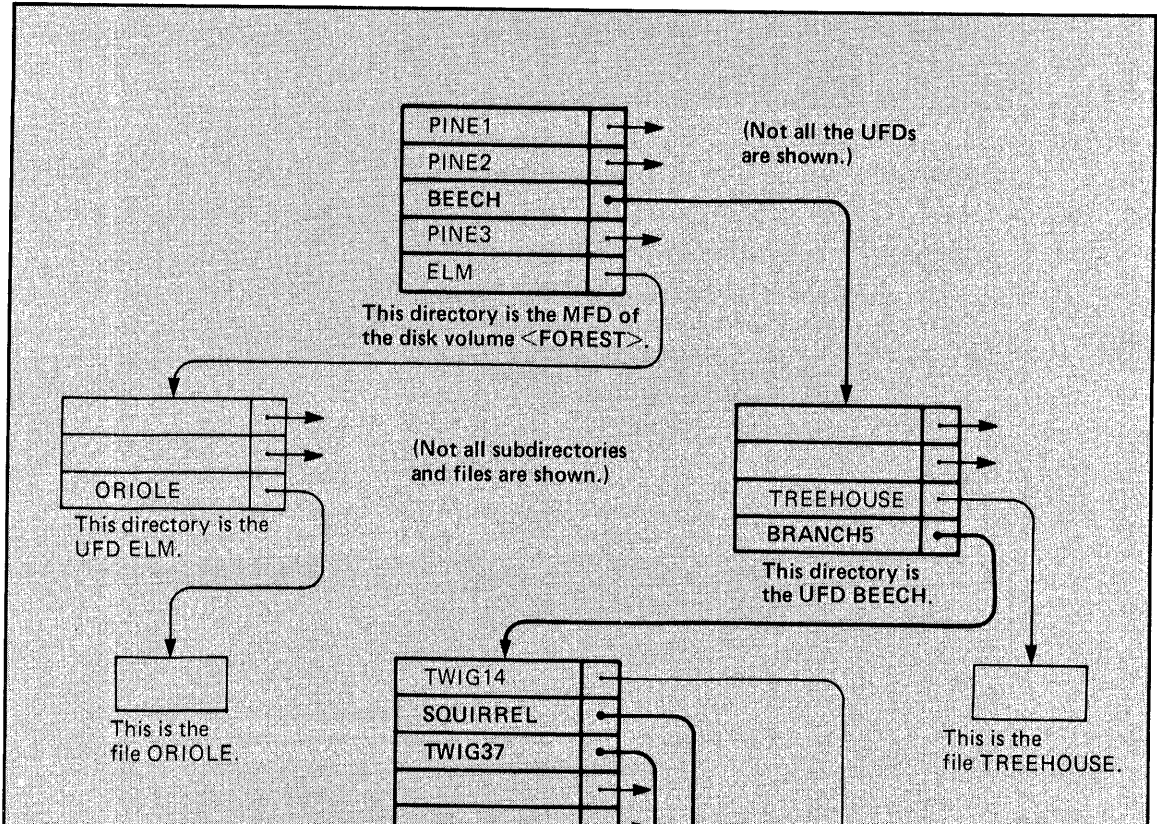 PINE1
PINE2
BEECH
PINE3
ELM
(Not all the UFDs
are shown.)
This directory is the MFD of
the disk volume <FOREST>.
ORIOLE
This directory is the
UFD ELM.
(Not all subdirectories
and files are shown.)
TREEHOUSE
BRANCH5
This directory is
the UFD BEECH.
This is the
file ORIOLE.
TWIG14
SQUIRREL
TWIG37
This is the
file TREEHOUSE.